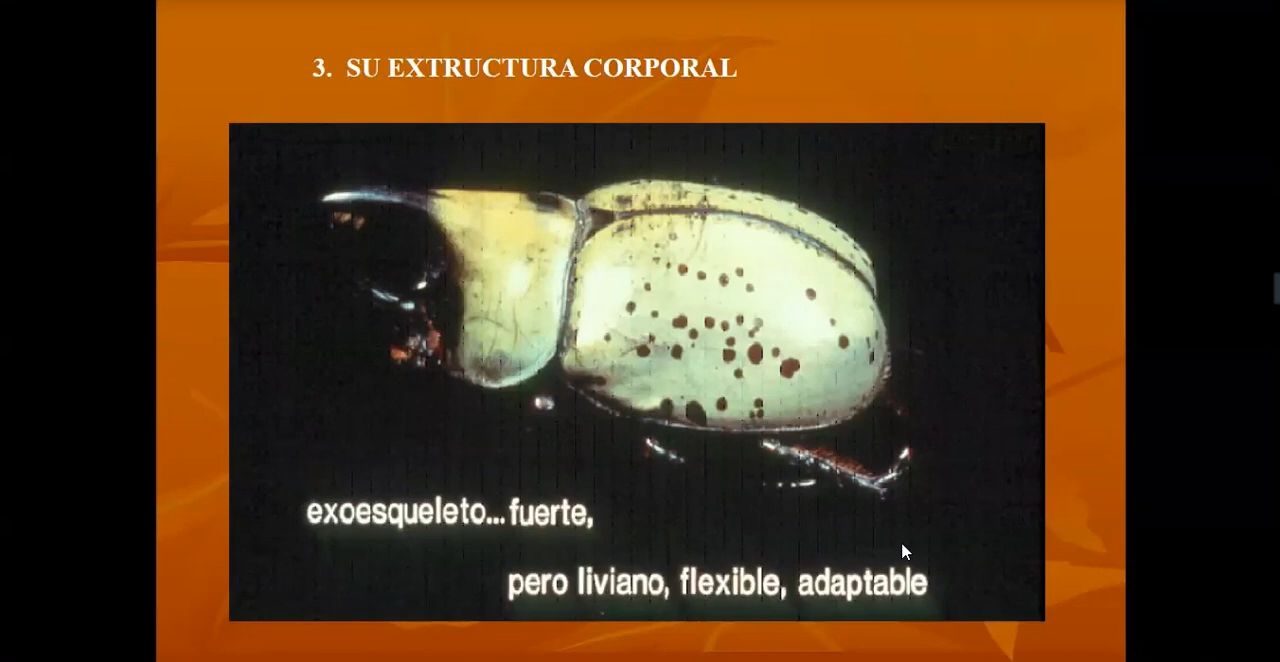 3. SU EXTRUCTURA CORPORAL
exoesqueleto... fuerte,
pero liviano, flexible, adaptable